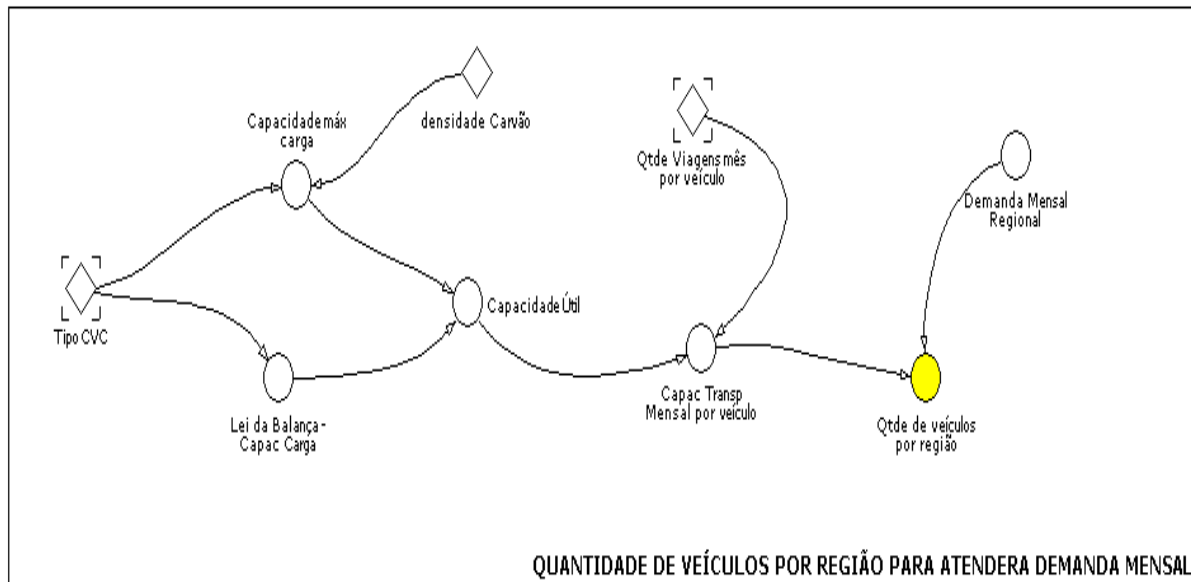 densidade Carvão
Capacidade máx
carga
Qtde Viagens mês
por veículo
Demanda Mensal
Regional
Tipo CVC
Capacidade Útil
Lei da Balança -
Capac Carga
Capac Transp
Mensal por veículo
Qtde de veículos
por região
QUANTIDADE DE VEÍCULOS POR REGIÃO PARA ATENDERA DEMANDA MENSAL